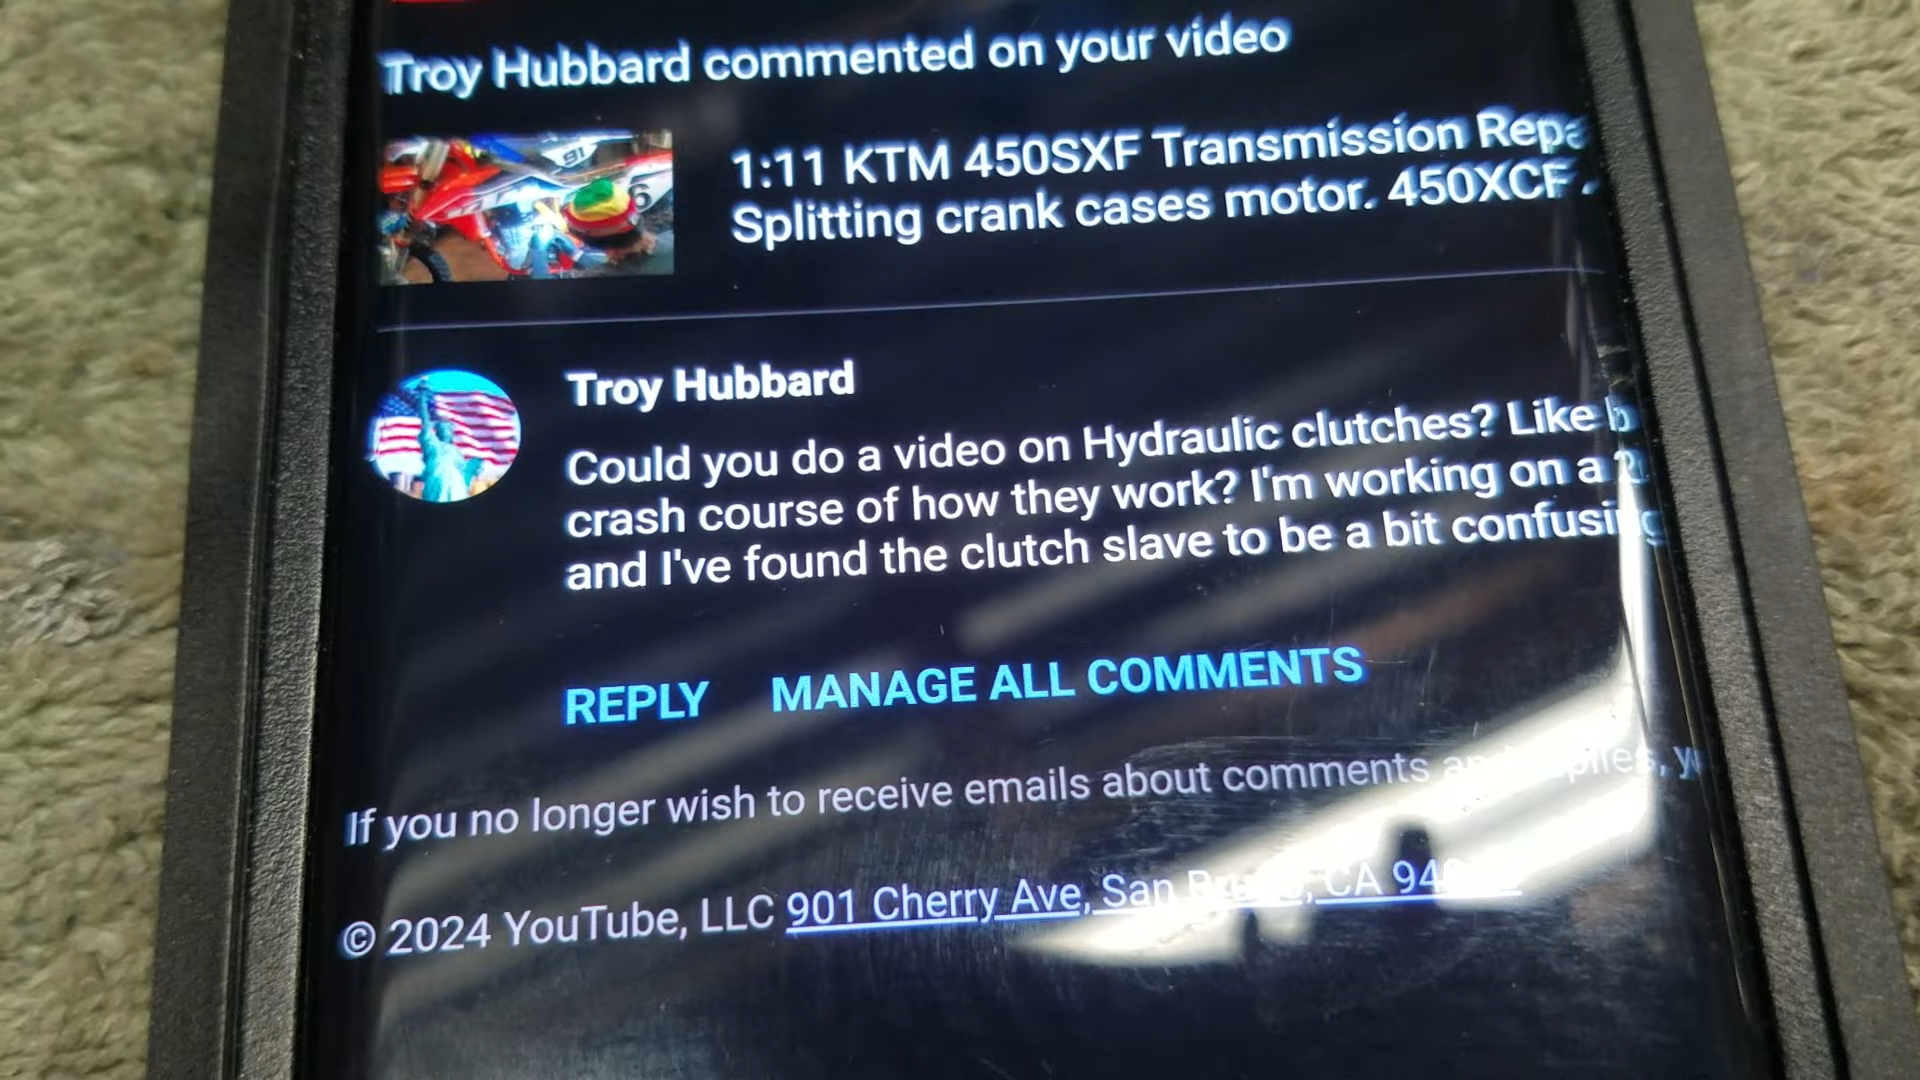 Troy Hubbard commented on your video
1:11 KTM 450SXF Transmission
Splitting crank cases motor. 450XCF
Troy Hubbard
Could you do a video on Hydraulic clutches? Like
crash course of how they work? I'm working on a
and I've found the clutch slave to be a bit
REPLY MANAGE ALL COMMENTS
If you no longer wish to receive emails about comments
© 2024 YouTube, LLC 901 Cherry Ave, San CA